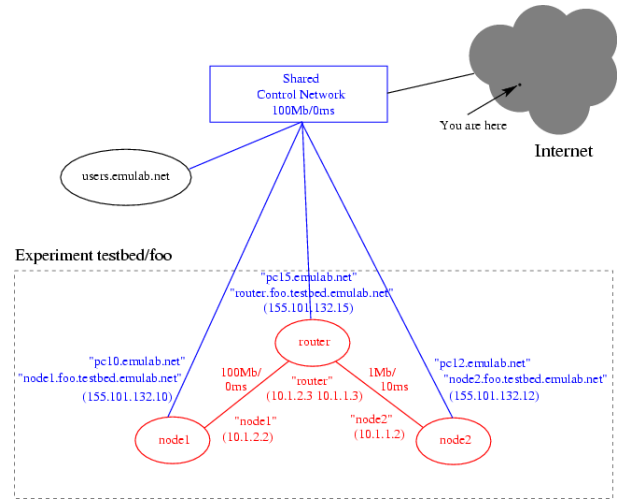 Shared
Control Network
100Mb/0ms
You are here
Internet
users.emulab.net
Experiment testbed/foo
"pc15.emulab.net"
"router.foo.testbed.emulab.net"
(155.101.132.15)
router
"pc10.emulab.net"
"node1.foo.testbed.emulab.net"
(155.101.132.10)
100Mb/
0ms
"router"
(10.1.2.3 10.1.1.3)
1Mb/
10ms
"pc12.emulab.net"
"node2.foo.testbed.emulab.net"
(155.101.132.12)
"node1"
(10.1.2.2)
"node2"
(10.1.1.2)
node1
node2